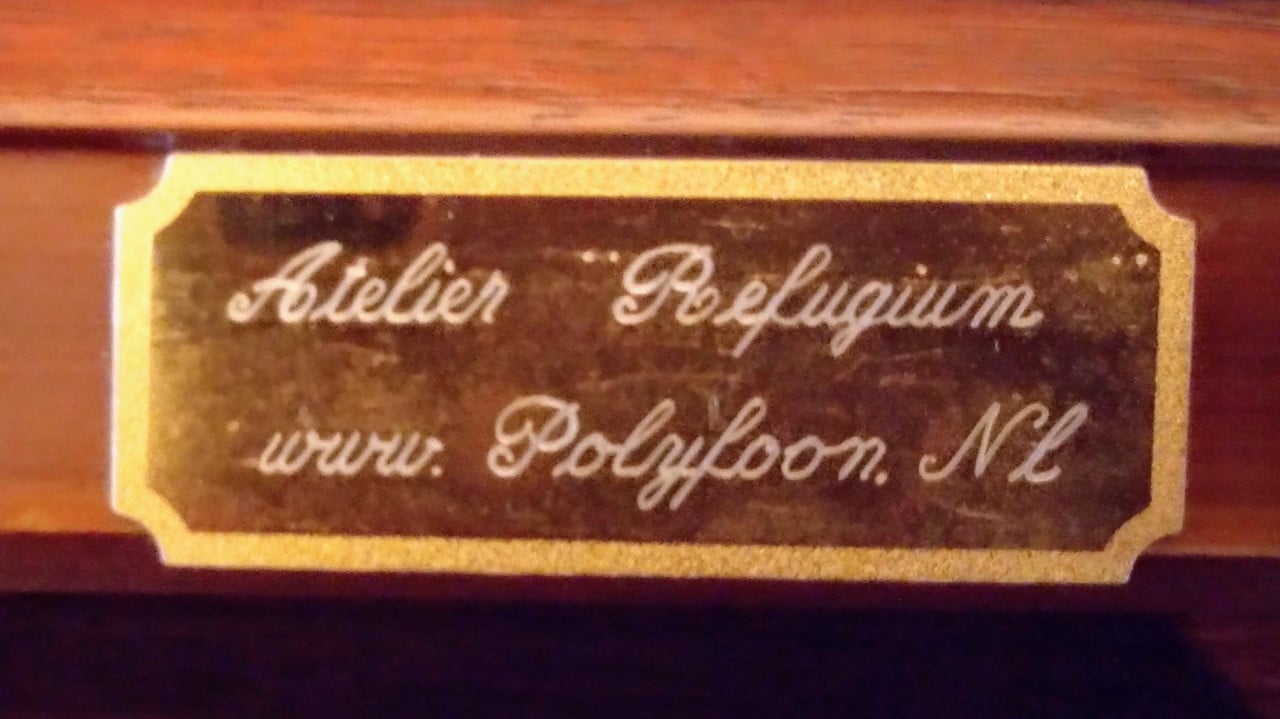 Atelier Refugium
www. Polyfoon. Nl